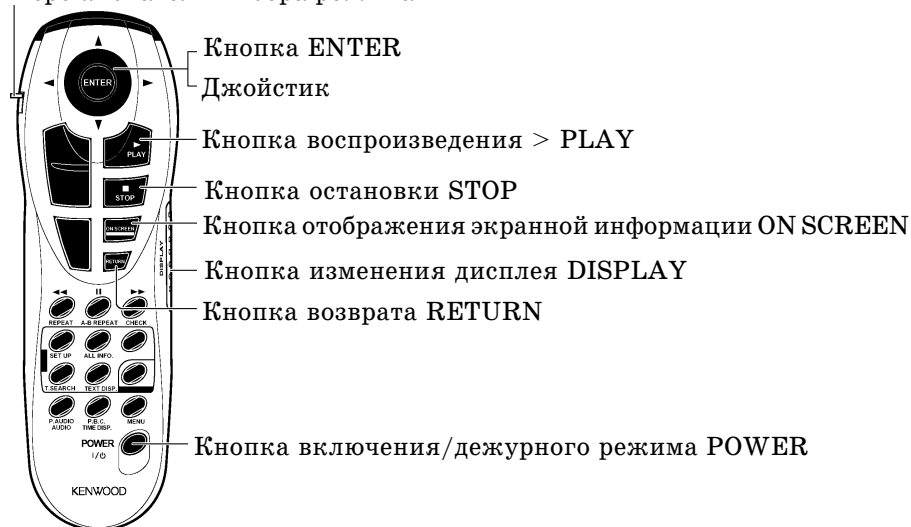 Кнопка ENTER
ENTER
Джойстик
Кнопка воспроизведения > PLAY
PLAY
Кнопка остановки STOP
STOP
Кнопка отображения экранной информации ON SCREEN
ON SCREEN
DISPLAY
Кнопка изменения дисплея DISPLAY
RETURN
Кнопка возврата RETURN
REPEAT A-B REPEAT CHECK
SET UP ALL INFO.
T.SEARCH TEXT DISP.
P.AUDIO P.B.C. MENU
AUDIO TIME DISP.
POWER
I/⏻
Кнопка включения/дежурного режима POWER
KENWOOD